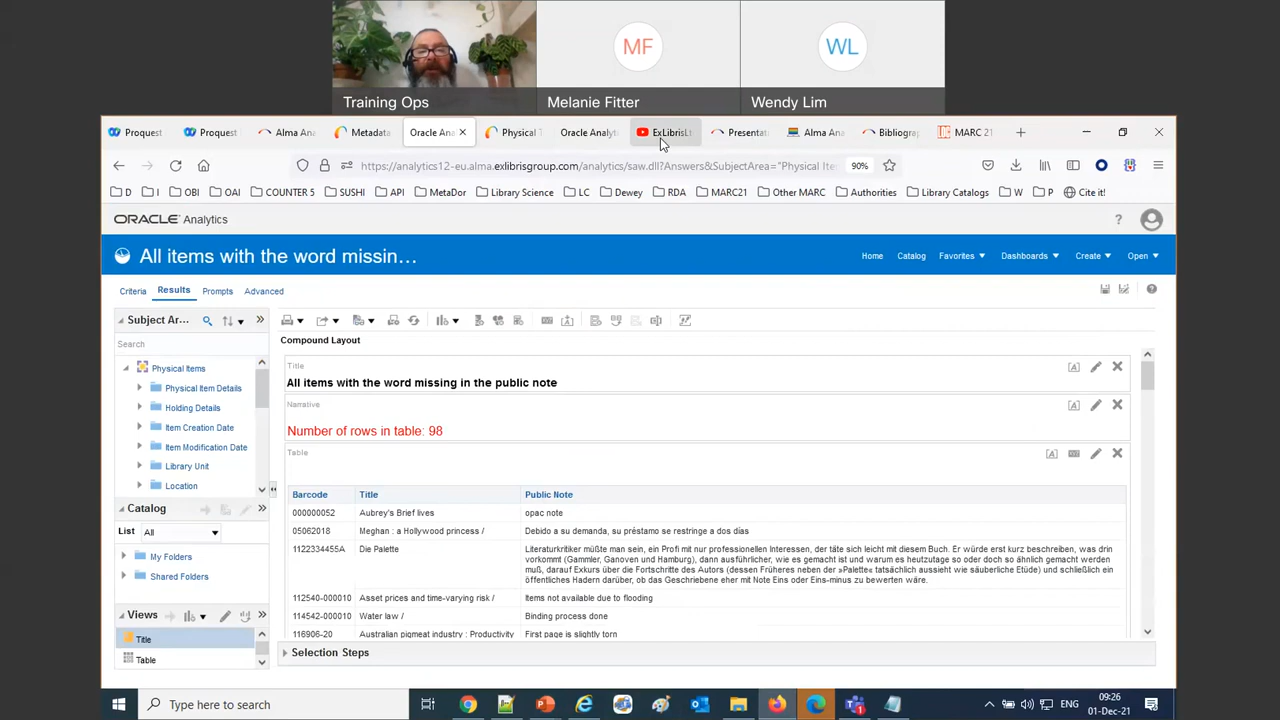 MF
WL
Training Ops
Melanie Fitter
Wendy Lim
Proquest
Proquest
Alma An
Metadata
Oracle Ana
Physical
Oracle Analyt
ExLibrisLt
Presentat
Alma An
Bibliograp
MARC 21
https://analytics12-eu.alma.exlibrisgroup.com/analytics/saw.dll?Answers&SubjectArea="Physical Ite
90%
D
I
OBI
OAI
COUNTER 5
SUSHI
API
MetaDor
Library Science
LC
Dewey
RDA
MARC21
Other MARC
Authorities
Library Catalogs
W
P
Cite it!
ORACLE Analytics
All items with the word missin…
Home
Catalog
Favorites
Dashboards
Create
Open
Criteria
Results
Prompts
Advanced
Subject Ar...
Search
Physical Items
Physical Item Details
Holding Details
Item Creation Date
Item Modification Date
Library Unit
Location
Catalog
List All
My Folders
Shared Folders
Views
Title
Table
Compound Layout
Title
All items with the word missing in the public note
Narrative
Number of rows in table: 98
Table
Barcode Title Public Note
000000052 Aubrey's Brief lives opac note
05062018 Meghan : a Hollywood princess / Debido a su demanda, su préstamo se restringe a dos días
1122334455A Die Palette Literaturkritiker müßte man sein, ein Profi mit nur professionellen Interessen, der täte sich leicht mit diesem Buch. Er würde erst kurz beschreiben, was drin
vorkommt (Gammler, Ganoven und Hamburg), dann ausführlicher, wie es gemacht ist und warum es heutzutage so oder doch so ähnlich gemacht werden
muß, darauf Exkurs über die Fortschritte des Autors (dessen Früheres neben der »Palette« tatsächlich aussieht wie säuberliche Etüde) und schließlich ein
öffentliches Hadern darüber, ob das Geschriebene eher mit Note Eins oder Eins-minus zu bewerten wäre.
112540-000010 Asset prices and time-varying risk / Items not available due to flooding
114542-000010 Water law / Binding process done
116906-20 Australian pigmeat industry : Productivity First page is slightly torn
Selection Steps
Type here to search
ENG
09:26
01-Dec-21